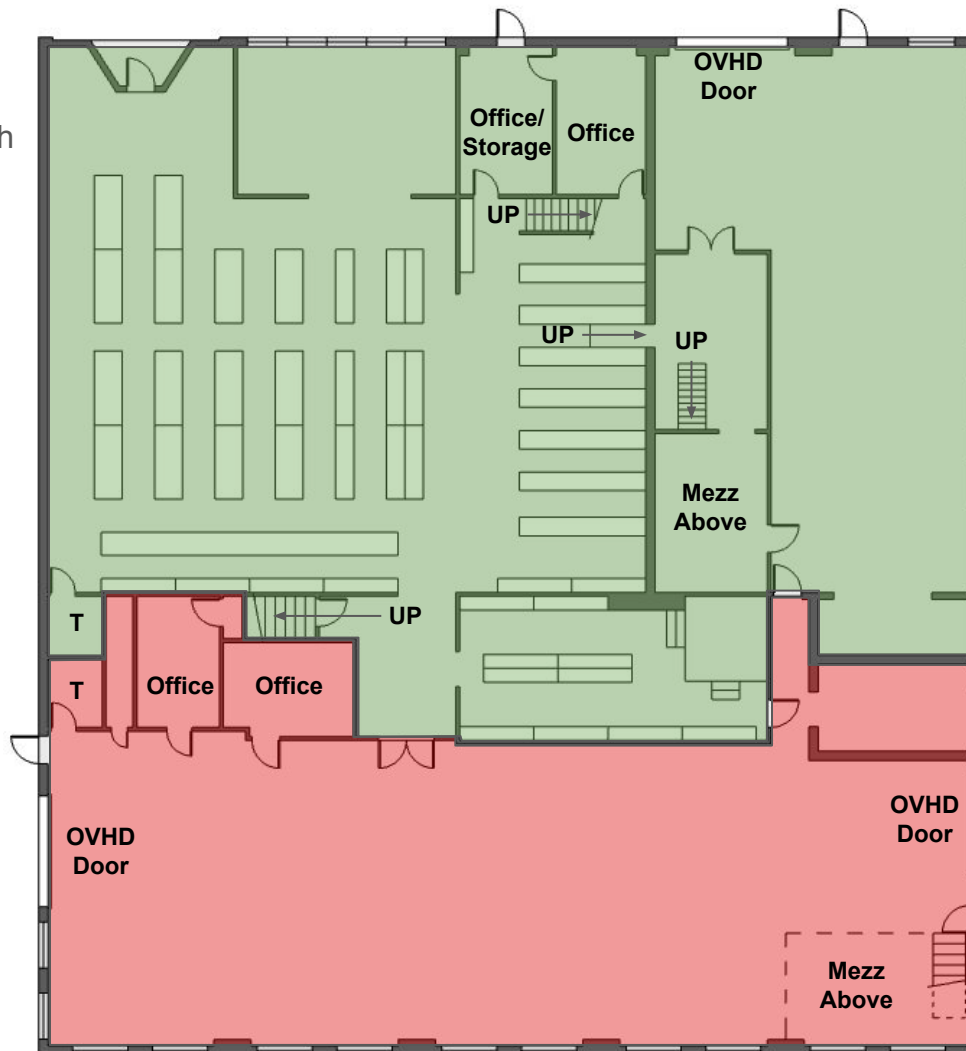 OVHD
Door
h
Office/
Storage
Office
UP
UP
UP
Mezz
Above
T
UP
T
Office
Office
OVHD
Door
OVHD
Door
Mezz
Above